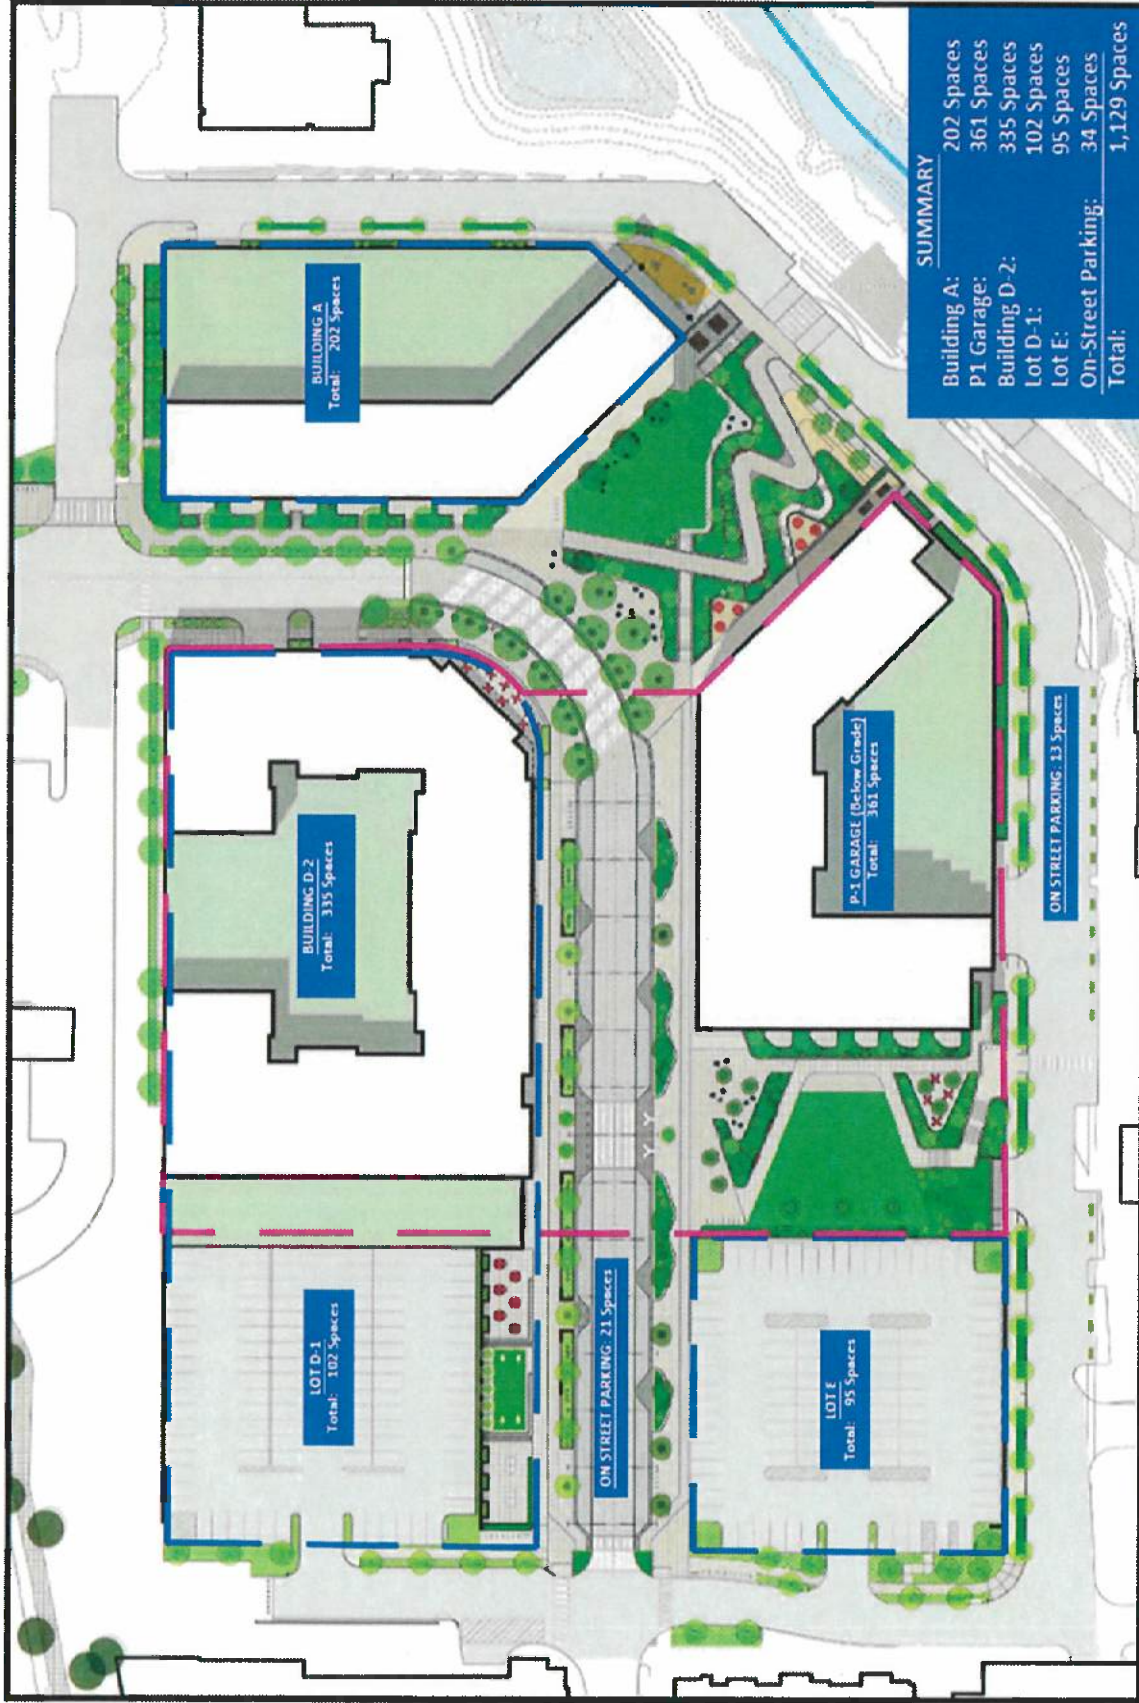 BUILDING A
Total: 202 Spaces
BUILDING D-2
Total: 335 Spaces
LOT D-1
Total: 102 Spaces
ON STREET PARKING: 21 Spaces
P-1 GARAGE (Below Grade)
Total: 361 Spaces
LOT E
Total: 95 Spaces
ON STREET PARKING: 13 Spaces
SUMMARY
Building A: 202 Spaces
P1 Garage: 361 Spaces
Building D-2: 335 Spaces
Lot D-1: 102 Spaces
Lot E: 95 Spaces
On-Street Parking: 34 Spaces
Total: 1,129 Spaces